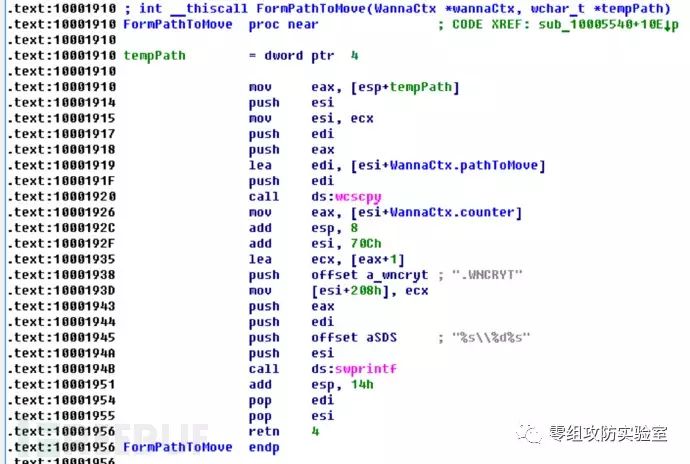 .text:10001910 ; int __thiscall FormPathToMove(WannaCtx *wannaCtx, wchar_t *tempPath)
.text:10001910 FormPathToMove proc near ; CODE XREF: sub_10005540+10E↓p
.text:10001910
.text:10001910 tempPath = dword ptr 4
.text:10001910
.text:10001910 mov eax, [esp+tempPath]
.text:10001914 push esi
.text:10001915 mov esi, ecx
.text:10001917 push edi
.text:10001918 push eax
.text:10001919 lea edi, [esi+WannaCtx.pathToMove]
.text:1000191F push edi
.text:10001920 call ds:wcscpy
.text:10001926 mov eax, [esi+WannaCtx.counter]
.text:1000192C add esp, 8
.text:1000192F add esi, 70Ch
.text:10001935 lea ecx, [eax+1]
.text:10001938 push offset a_wncryt ; ".WNCRYT"
.text:1000193D mov [esi+208h], ecx
.text:10001943 push eax
.text:10001944 push edi
.text:10001945 push offset aSDS ; "%s\\%d%s"
.text:1000194A push esi
.text:1000194B call ds:swprintf
.text:10001951 add esp, 14h
.text:10001954 pop edi
.text:10001955 pop esi
.text:10001956 retn 4
.text:10001956 FormPathToMove endp
.text:10001956
零组攻防实验室